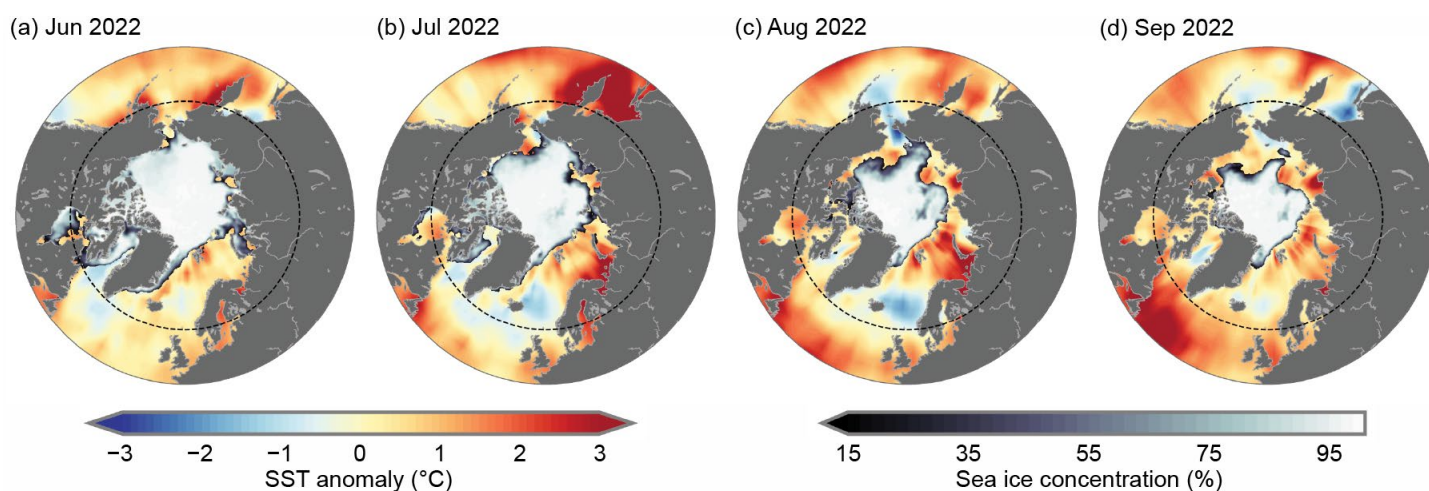 (a) Jun 2022
(b) Jul 2022
(c) Aug 2022
(d) Sep 2022
−3 −2 −1 0 1 2 3
SST anomaly (°C)
15 35 55 75 95
Sea ice concentration (%)